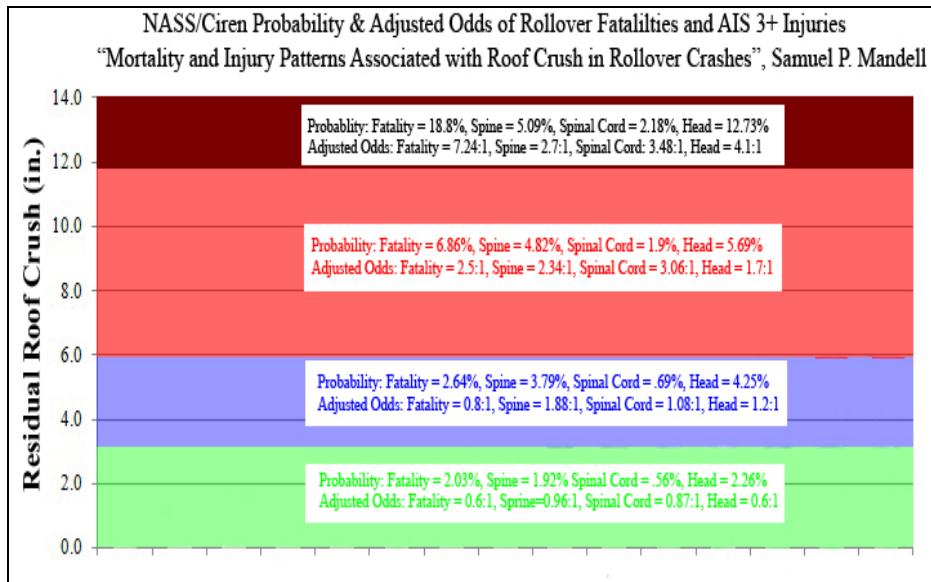 NASS/Ciren Probability & Adjusted Odds of Rollover Fatalilties and AIS 3+ Injuries
“Mortality and Injury Patterns Associated with Roof Crush in Rollover Crashes”, Samuel P. Mandell
Residual Roof Crush (in.)
14.0
Probablity: Fatality = 18.8%, Spine = 5.09%, Spinal Cord = 2.18%, Head = 12.73%
Adjusted Odds: Fatality = 7.24:1, Spine = 2.7:1, Spinal Cord: 3.48:1, Head = 4.1:1
12.0
10.0
Probability: Fatality = 6.86%, Spine = 4.82%, Spinal Cord = 1.9%, Head = 5.69%
Adjusted Odds: Fatality = 2.5:1, Spine = 2.34:1, Spinal Cord = 3.06:1, Head = 1.7:1
8.0
6.0
Probability: Fatality = 2.64%, Spine = 3.79%, Spinal Cord = .69%, Head = 4.25%
Adjusted Odds: Fatality = 0.8:1, Spine = 1.88:1, Spinal Cord = 1.08:1, Head = 1.2:1
4.0
2.0
Probability: Fatality = 2.03%, Spine = 1.92% Spinal Cord = .56%, Head = 2.26%
Adjusted Odds: Fatality = 0.6:1, Sprine=0.96:1, Spinal Cord = 0.87:1, Head = 0.6:1
0.0